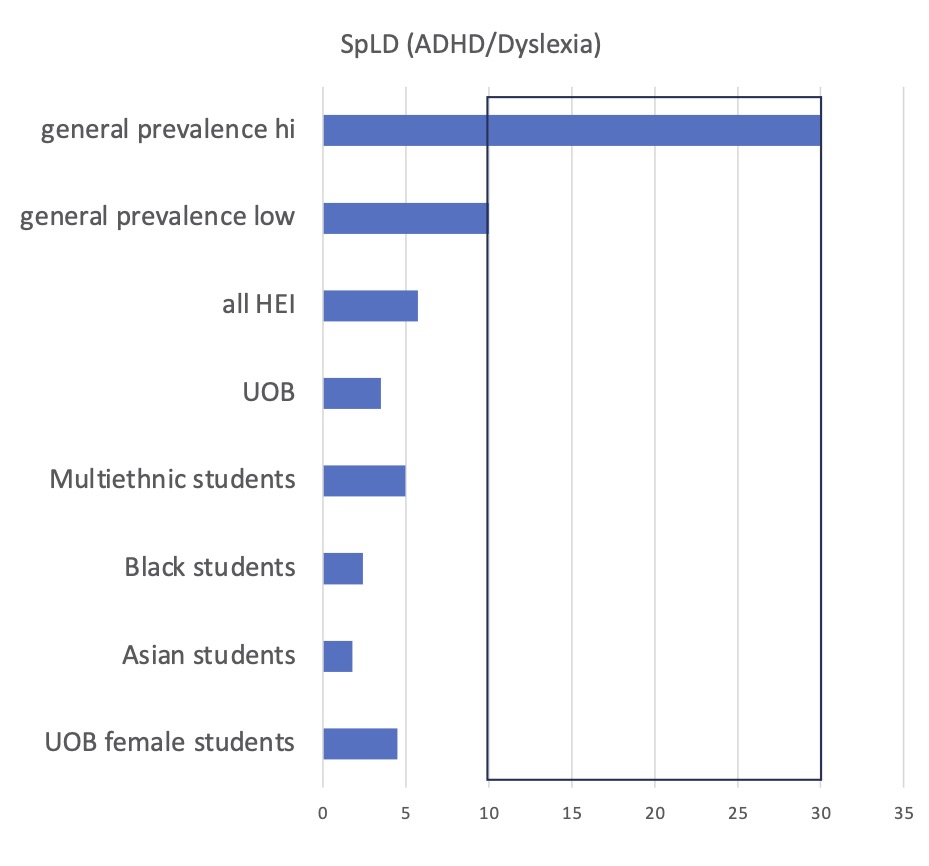 SpLD (ADHD/Dyslexia)
general prevalence hi
general prevalence low
all HEI
UOB
Multiethnic students
Black students
Asian students
UOB female students
0 5 10 15 20 25 30 35